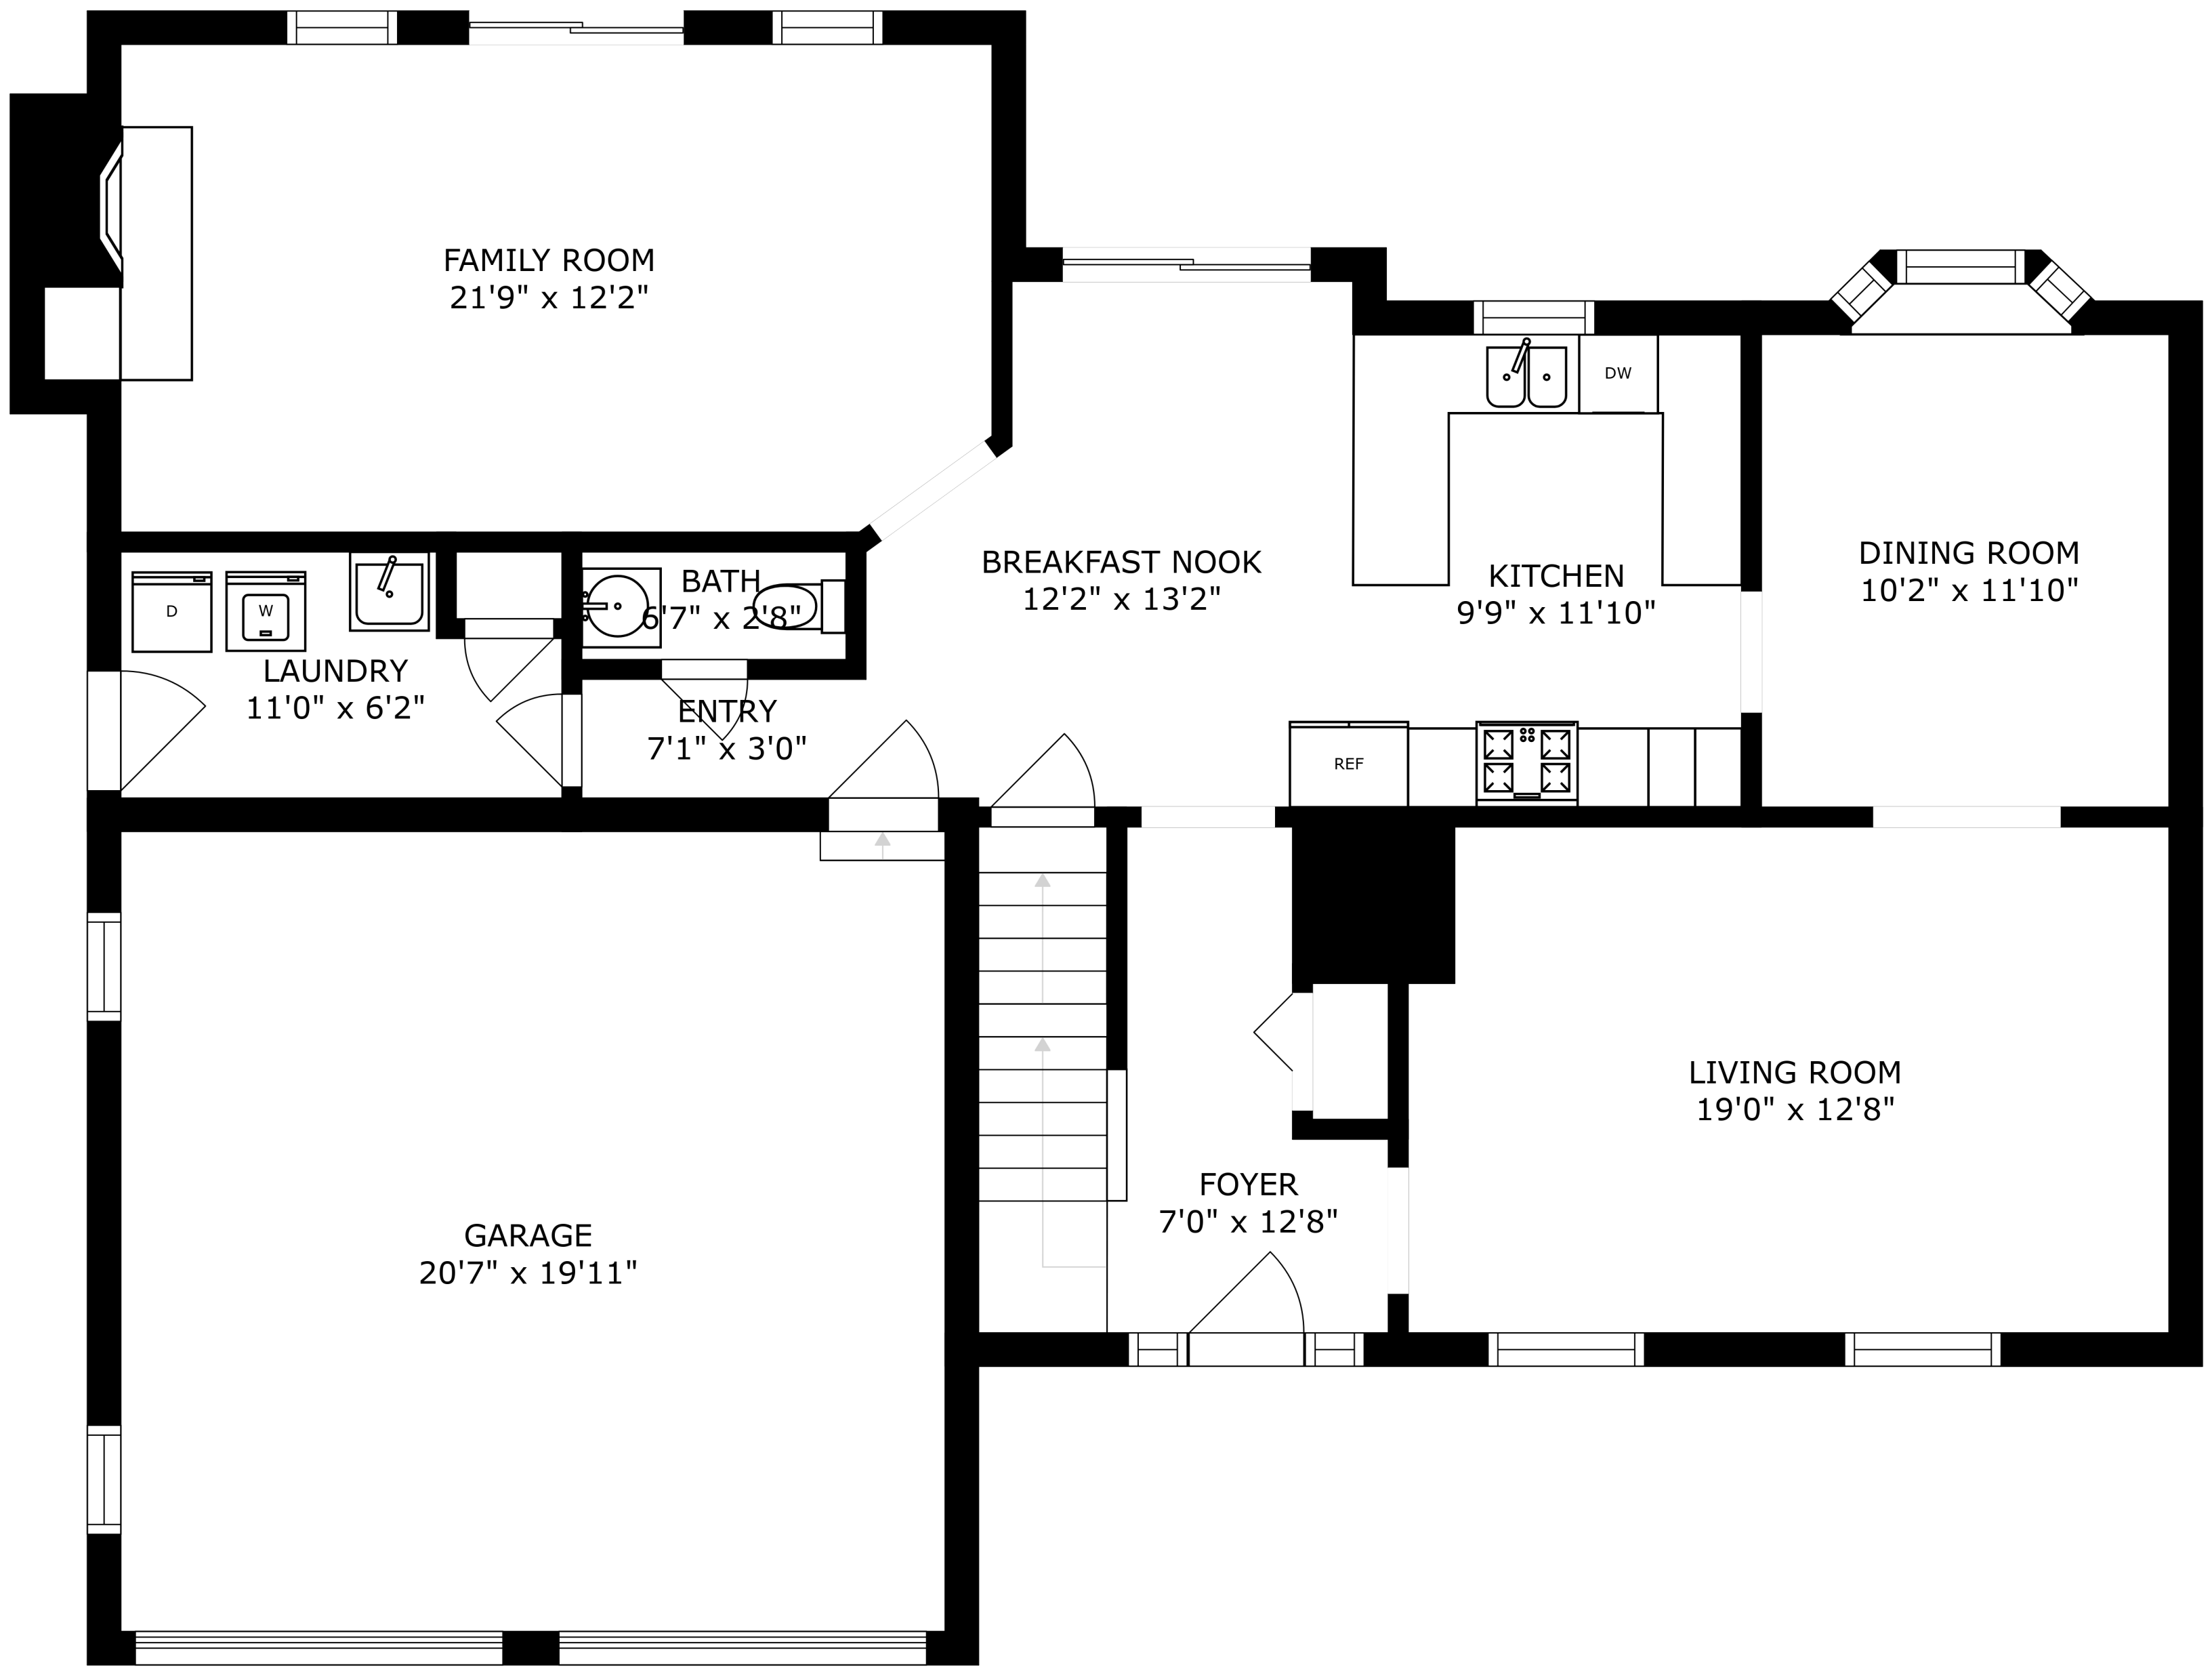 FAMILY ROOM
21'9" x 12'2"
DW
BREAKFAST NOOK
12'2" x 13'2"
KITCHEN
9'9" x 11'10"
DINING ROOM
10'2" x 11'10"
BATH
6'7" x 2'8"
D
W
LAUNDRY
11'0" x 6'2"
ENTRY
7'1" x 3'0"
REF
LIVING ROOM
19'0" x 12'8"
FOYER
7'0" x 12'8"
GARAGE
20'7" x 19'11"